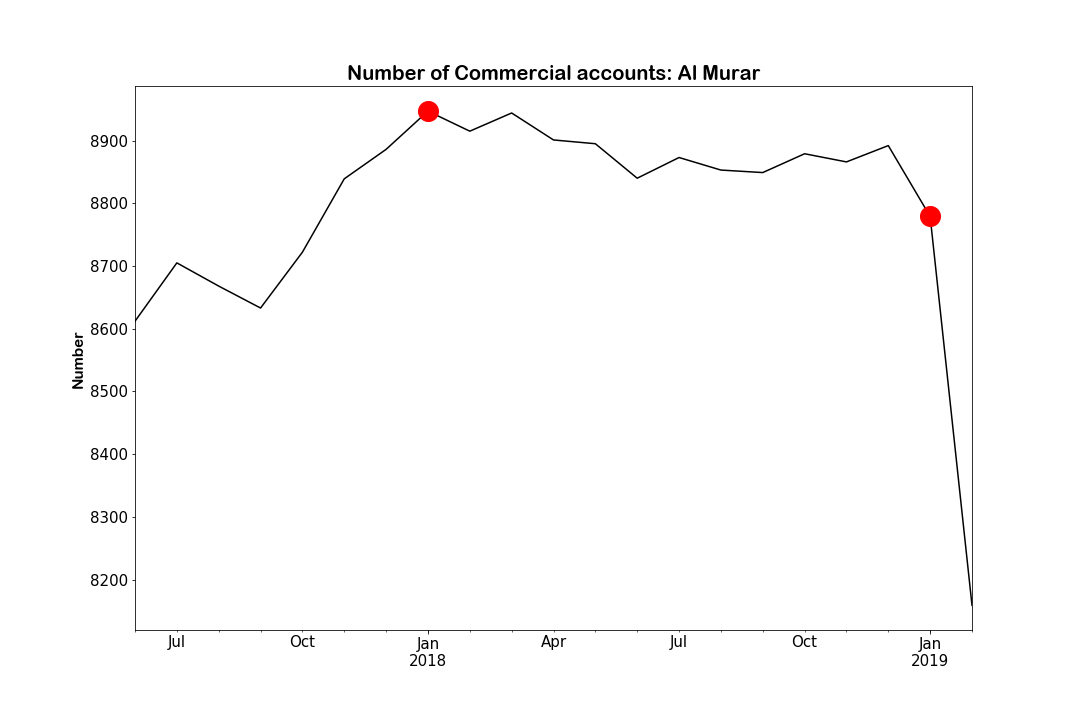 Number of Commercial accounts: Al Murar
8900
8800
8700
8600
8500
8400
8300
8200
Number
Jul
Oct
Jan
2018
Apr
Jul
Oct
Jan
2019